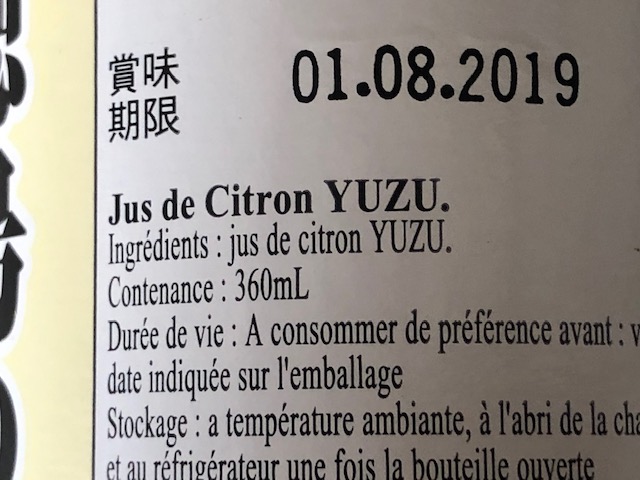 賞味
期限
01.08.2019
Jus de Citron YUZU.
Ingrédients : jus de citron YUZU.
Contenance : 360mL
Durée de vie : A consommer de préférence avant :
date indiquée sur l'emballage
Stockage : a température ambiante, à l'abri de la
et au réfrigérateur une fois la bouteille ouverte